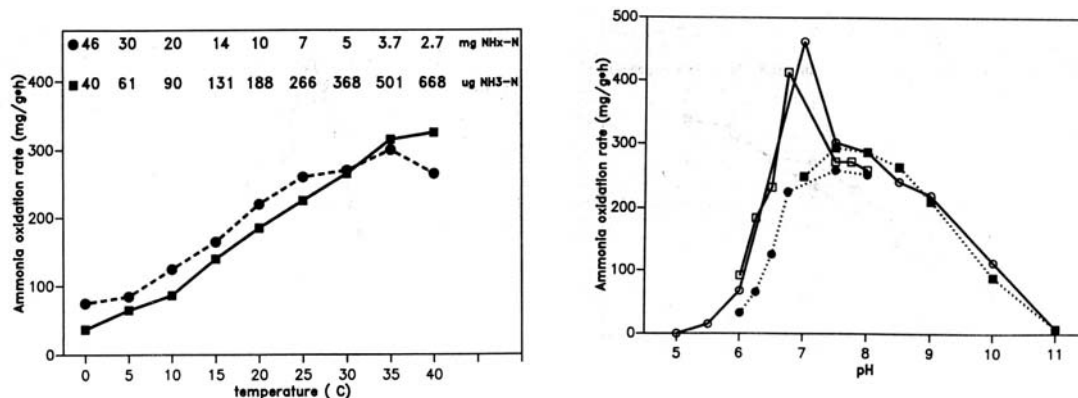 46 30 20 14 10 7 5 3.7 2.7 mg NHx-N
40 61 90 131 188 266 368 501 668 ug NH3-N
Ammonia oxidation rate (mg/g*h)
400
300
200
100
0
0 5 10 15 20 25 30 35 40
temperature ( C)
Ammonia oxidation rate (mg/g*h)
500
400
300
200
100
0
5 6 7 8 9 10 11
pH